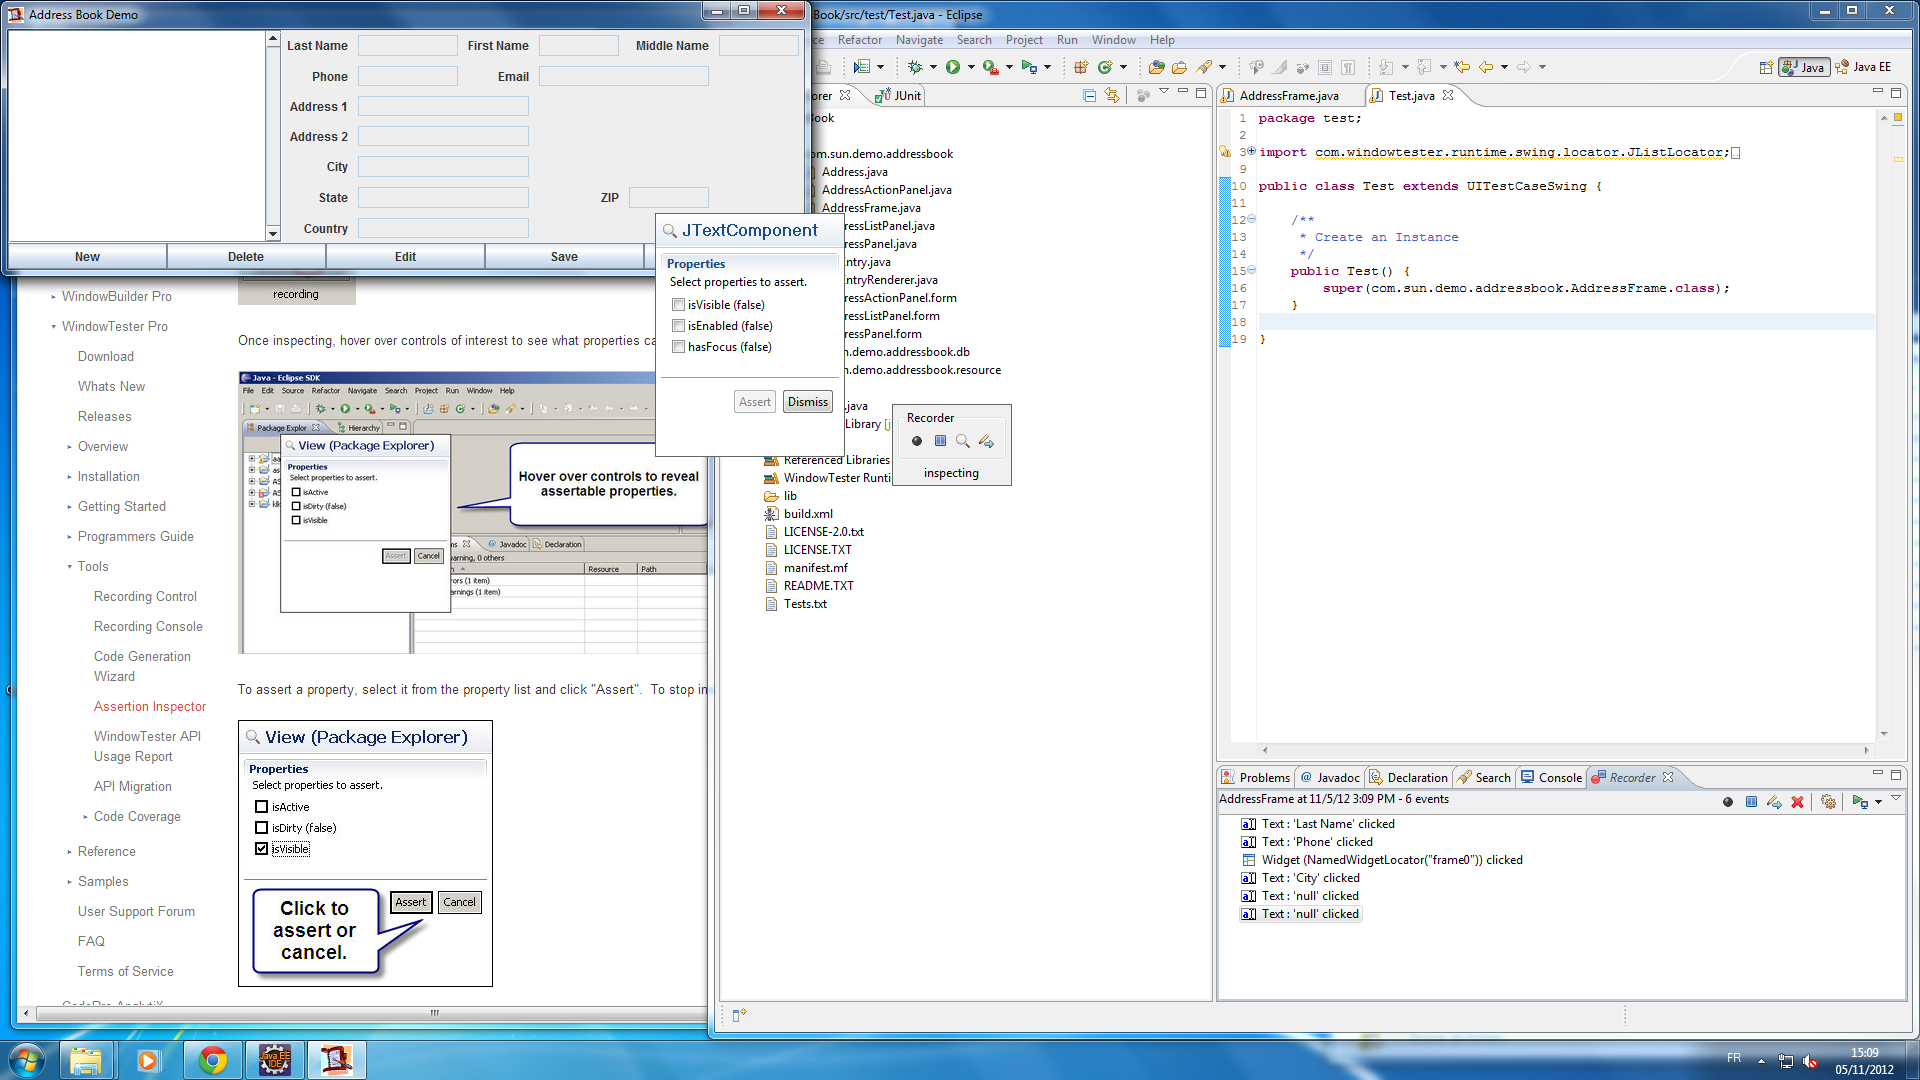 Address Book Demo
Last Name
First Name
Middle Name
Phone
Email
Address 1
Address 2
City
State
ZIP
Country
New
Delete
Edit
Save
Book/src/test/Test.java - Eclipse
Refactor Navigate Search Project Run Window Help
Java
Java EE
JUnit
Book
com.sun.demo.addressbook
Address.java
AddressActionPanel.java
AddressFrame.java
ressListPanel.java
ressPanel.java
ntry.java
ntryRenderer.java
ressActionPanel.form
ressListPanel.form
ressPanel.form
n.demo.addressbook.db
n.demo.addressbook.resource
.java
Library [j
Referenced Libraries
WindowTester Runti
lib
build.xml
LICENSE-2.0.txt
LICENSE.TXT
manifest.mf
README.TXT
Tests.txt
JTextComponent
Properties
Select properties to assert.
isVisible (false)
isEnabled (false)
hasFocus (false)
Assert
Dismiss
Recorder
inspecting
AddressFrame.java
Test.java
1 package test;
2
3 import com.windowtester.runtime.swing.locator.JListLocator;
9
10 public class Test extends UITestCaseSwing {
11
12 /**
13 * Create an Instance
14 */
15 public Test() {
16 super(com.sun.demo.addressbook.AddressFrame.class);
17 }
18
19 }
Problems
Javadoc
Declaration
Search
Console
Recorder
AddressFrame at 11/5/12 3:09 PM - 6 events
Text : 'Last Name' clicked
Text : 'Phone' clicked
Widget (NamedWidgetLocator("frame0")) clicked
Text : 'City' clicked
Text : 'null' clicked
Text : 'null' clicked
WindowBuilder Pro
WindowTester Pro
Download
Whats New
Releases
Overview
Installation
Getting Started
Programmers Guide
Tools
Recording Control
Recording Console
Code Generation
Wizard
Assertion Inspector
WindowTester API
Usage Report
API Migration
Code Coverage
Reference
Samples
User Support Forum
FAQ
Terms of Service
recording
Once inspecting, hover over controls of interest to see what properties ca
Java - Eclipse SDK
File Edit Source Refactor Navigate Search Project Run Window Help
Package Explor
Hierarchy
View (Package Explorer)
Properties
Select properties to assert.
isActive
isDirty (false)
isVisible
Assert
Cancel
Hover over controls to reveal
assertable properties.
Javadoc
Declaration
arning, 0 others
Resource
Path
rors (1 item)
arnings (1 item)
To assert a property, select it from the property list and click "Assert". To stop in
View (Package Explorer)
Properties
Select properties to assert.
isActive
isDirty (false)
isVisible
Assert
Cancel
Click to
assert or
cancel.
FR
15:09
05/11/2012